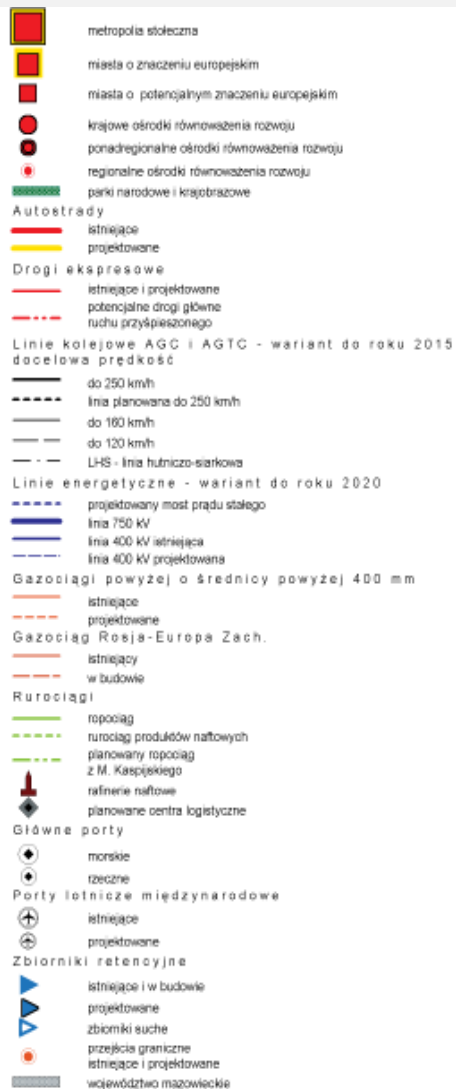 metropolia stołeczna
miasta o znaczeniu europejskim
miasta o potencjalnym znaczeniu europejskim
krajowe ośrodki równoważenia rozwoju
ponadregionalne ośrodki równoważenia rozwoju
regionalne ośrodki równoważenia rozwoju
parki narodowe i krajobrazowe
Autostrady
istniejące
projektowane
Drogi ekspresowe
istniejące i projektowane
potencjalne drogi główne
ruchu przyśpieszonego
Linie kolejowe AGC i AGTC - wariant do roku 2015
docelowa prędkość
do 250 km/h
linia planowana do 250 km/h
do 160 km/h
do 120 km/h
LHS - linia hutniczo-siarkowa
Linie energetyczne - wariant do roku 2020
projektowany most prądu stałego
linia 750 kV
linia 400 kV istniejąca
linia 400 kV projektowana
Gazociągi powyżej o średnicy powyżej 400 mm
istniejące
projektowane
Gazociąg Rosja-Europa Zach.
istniejący
w budowie
Rurociągi
ropociąg
rurociąg produktów naftowych
planowany ropociąg
z M. Kaspijskiego
rafinerie naftowe
planowane centra logistyczne
Główne porty
morskie
rzeczne
Porty lotnicze międzynarodowe
istniejące
projektowane
Zbiorniki retencyjne
istniejące i w budowie
projektowane
zbiorniki suche
przejścia graniczne
istniejące i projektowane
województwo mazowieckie